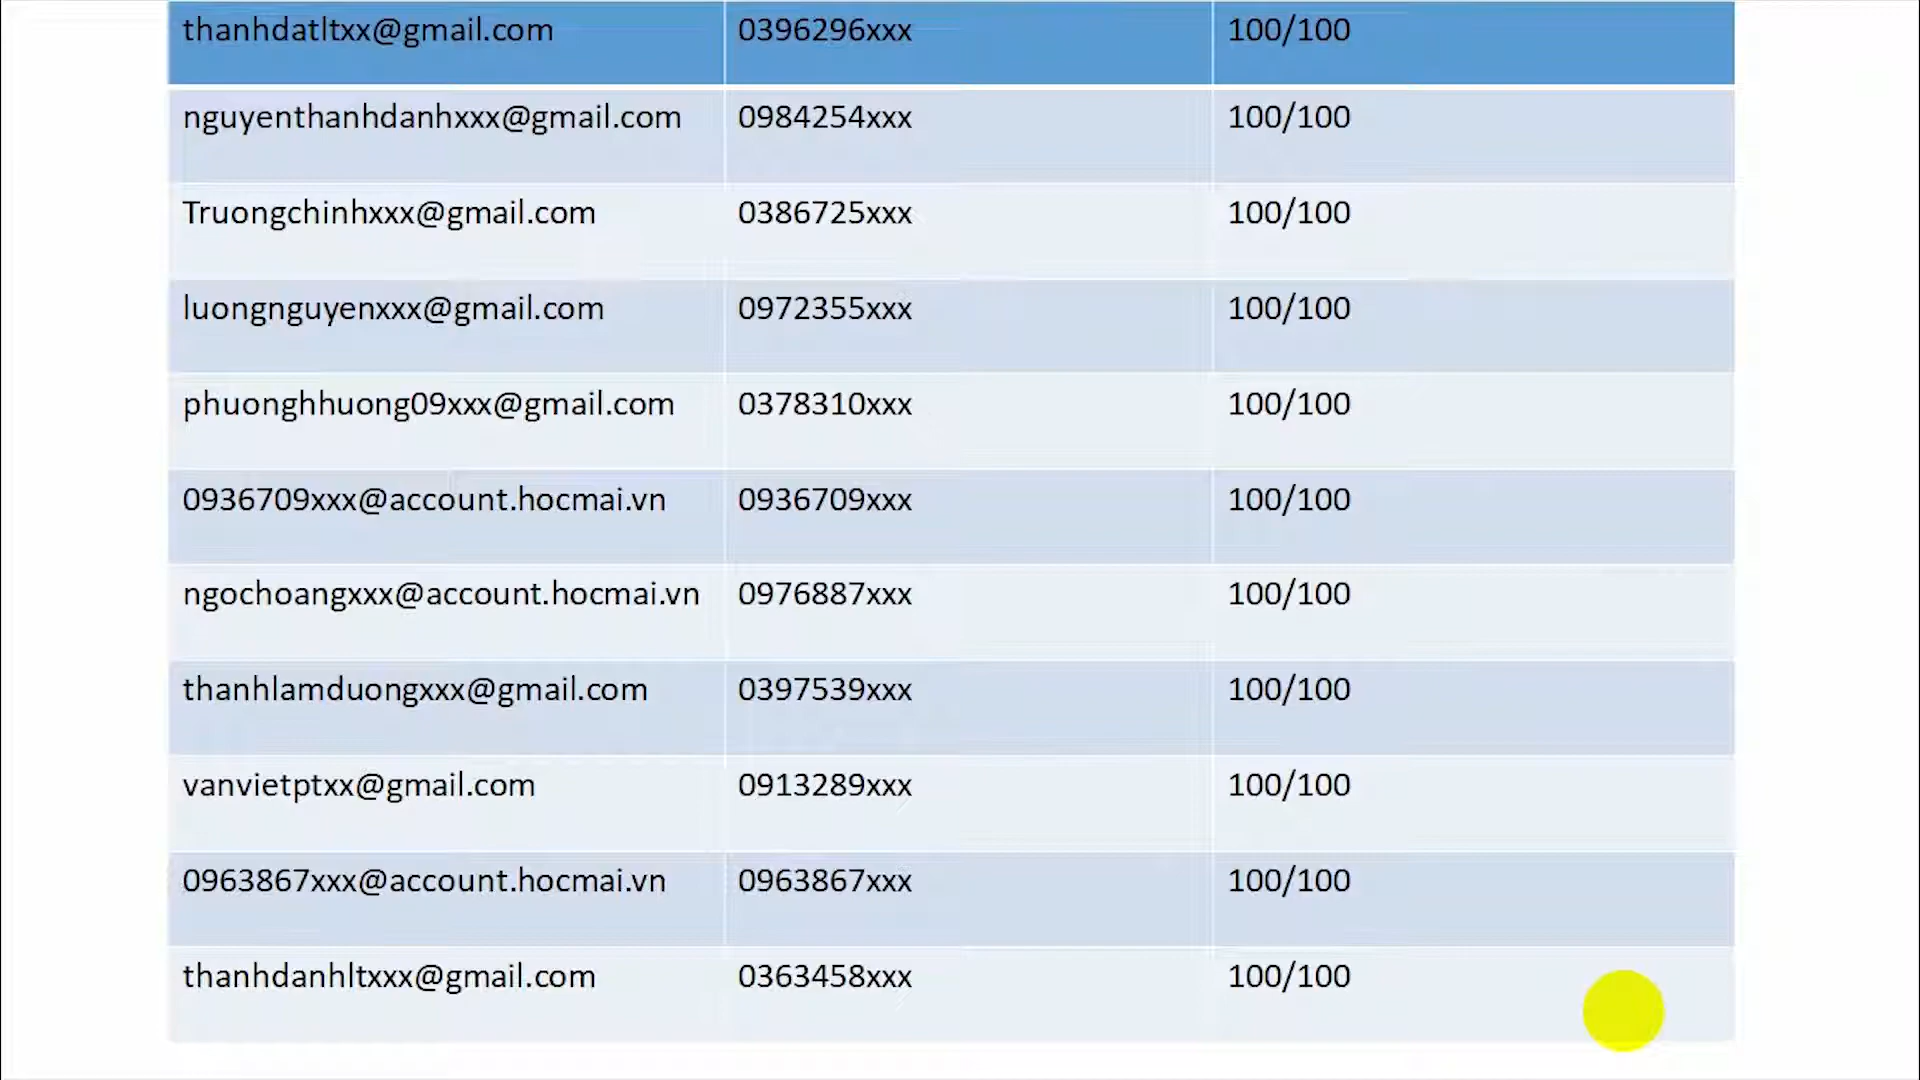 thanhdatltxx@gmail.com 0396296xxx 100/100
nguyenthanhdanhxxx@gmail.com 0984254xxx 100/100
Truongchinhxxx@gmail.com 0386725xxx 100/100
luongnguyenxxx@gmail.com 0972355xxx 100/100
phuonghhuong09xxx@gmail.com 0378310xxx 100/100
0936709xxx@account.hocmai.vn 0936709xxx 100/100
ngochoangxxx@account.hocmai.vn 0976887xxx 100/100
thanhlamduongxxx@gmail.com 0397539xxx 100/100
vanvietptxx@gmail.com 0913289xxx 100/100
0963867xxx@account.hocmai.vn 0963867xxx 100/100
thanhdanhltxxx@gmail.com 0363458xxx 100/100